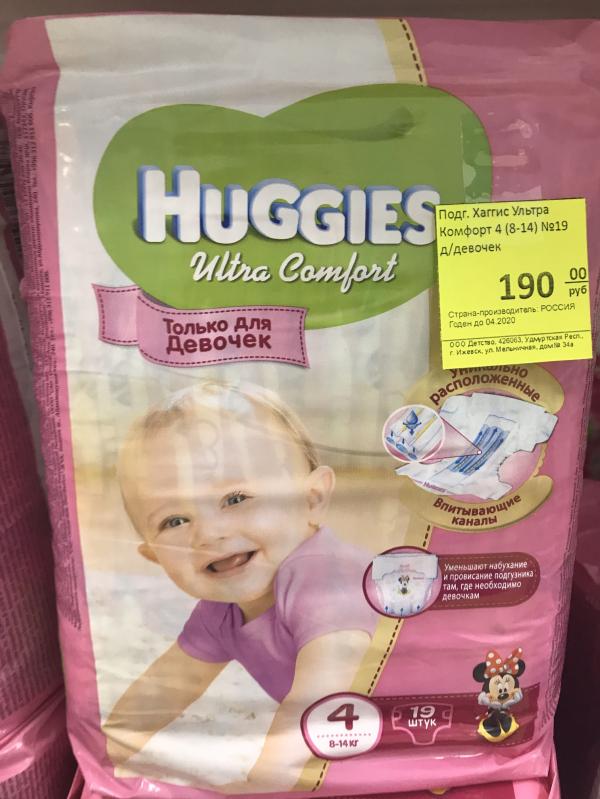 HUGGIES
Ultra Comfort
Только для
Девочек
Подг. Хаггис Ультра
Комфорт 4 (8-14) №19
д/девочек
190 00
руб
Страна-производитель: РОССИЯ
Годен до 04.2020
ООО Детство, 426063, Удмуртская Респ.,
г. Ижевск, ул. Мельничная, дом№ 34а
Уникально
расположенные
Huggies
Впитывающие
каналы
Уменьшают набухание
и провисание подгузника
там, где необходимо
девочкам
4
8-14 КГ
19
штук